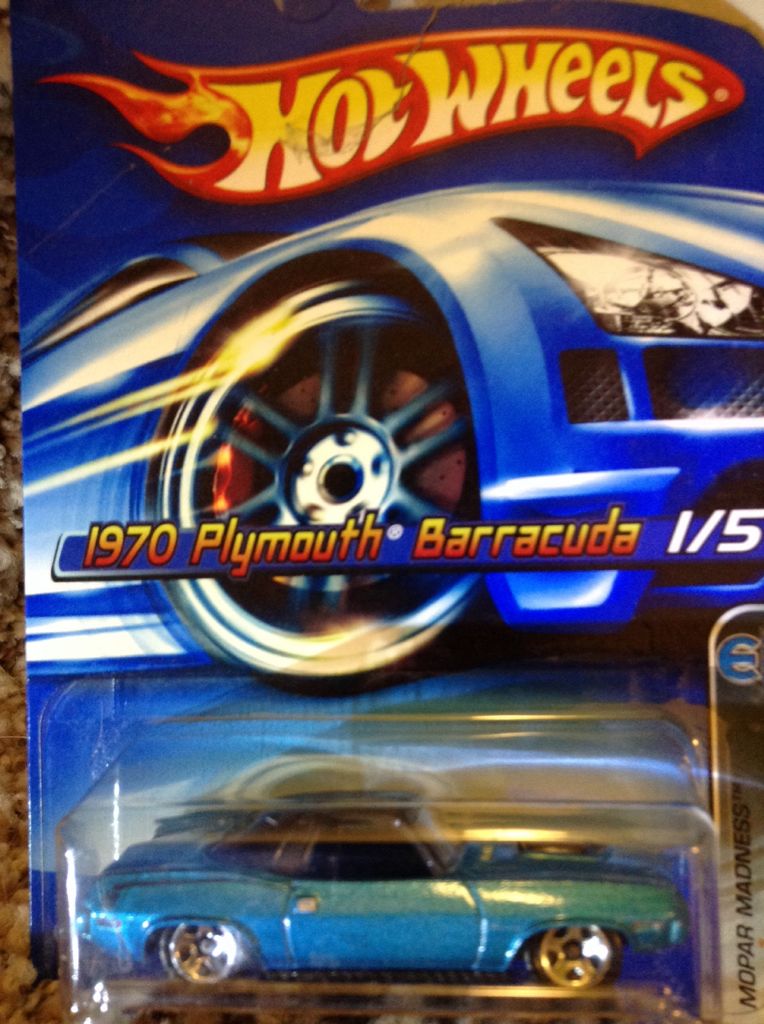 HOT WHEELS®
1970 Plymouth® Barracuda 1/5
MOPAR MADNESS™